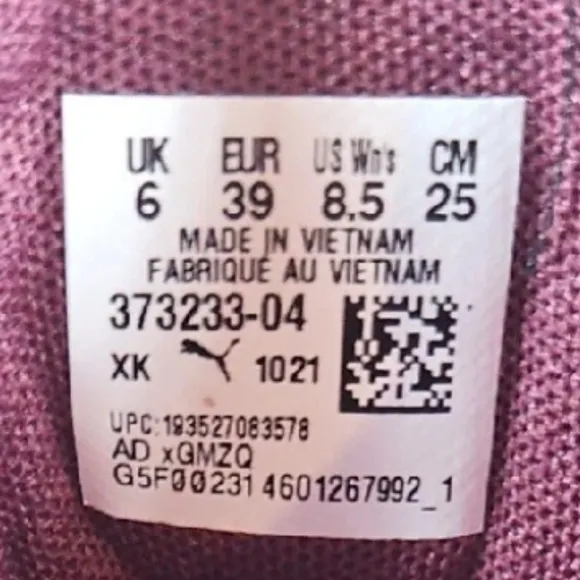 UK EUR US Wn's CM
6 39 8.5 25
MADE IN VIETNAM
FABRIQUÉ AU VIETNAM
373233-04
XK 1021
UPC:193527083578
AD xGMZQ
G5F00231 4601267992_1